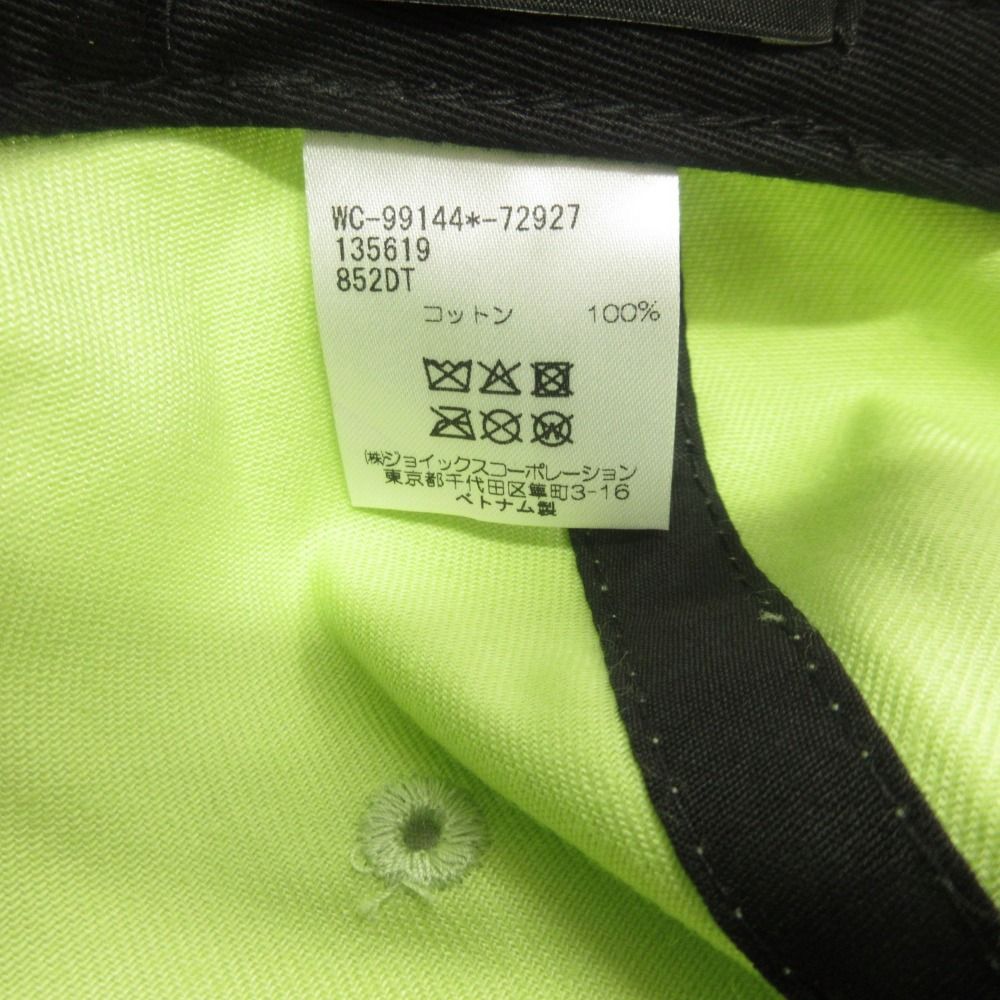 WC-99144*-72927
135619
852DT
コットン 100%
㈱ジョイックスコーポレーション
東京都千代田区隼町3-16
ベトナム製